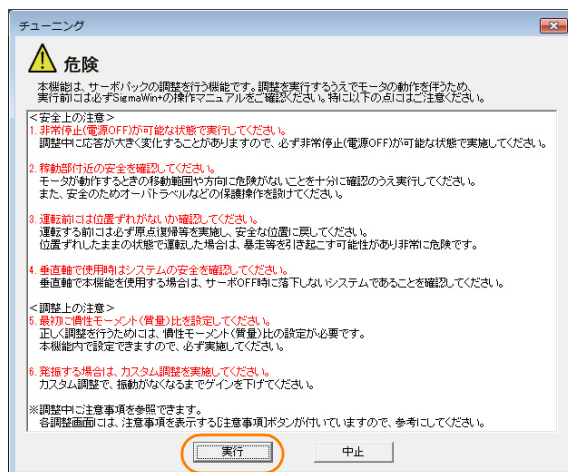 チューニング
危険
本機能は、サーボパックの調整を行う機能です。調整を実行するうえでモータの動作を伴うため、
実行前には必ずSigmaWin+の操作マニュアルをご確認ください。特に以下の点にはご注意ください。
＜安全上の注意＞
1. 非常停止(電源OFF)が可能な状態で実行してください。
調整中に応答が大きく変化することがありますので、必ず非常停止(電源OFF)が可能な状態で実施してください。
2. 稼動部付近の安全を確認してください。
モータが動作するときの移動範囲や方向に危険がないことを十分に確認のうえ実行してください。
また、安全のためオーバトラベルなどの保護操作を設けてください。
3. 運転前には位置ずれがないか確認してください。
運転する前には必ず原点復帰等を実施し、安全な位置に戻してください。
位置ずれしたままの状態で運転した場合は、暴走等を引き起こす可能性があり非常に危険です。
4. 垂直軸で使用時はシステムの安全を確認してください。
垂直軸で本機能を使用する場合は、サーボOFF時に落下しないシステムであることを確認してください。
＜調整上の注意＞
5. 最初に慣性モーメント(質量)比を設定してください。
正しく調整を行うためには、慣性モーメント(質量)比の設定が必要です。
本機能内で設定できますので、必ず実施してください。
6. 発振する場合は、カスタム調整を実施してください。
カスタム調整で、振動がなくなるまでゲインを下げてください。
※調整中に注意事項を参照できます。
各調整画面には、注意事項を表示する[注意事項]ボタンが付いていますので、参考にしてください。
実行
中止